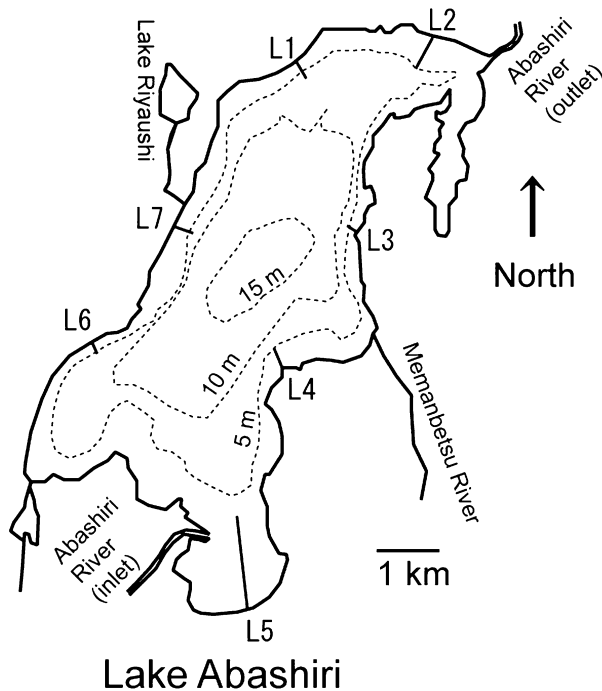 L2
L1
Abashiri
River
(outlet)
Lake Riyaushi
L7
L3
North
15 m
L6
10 m
L4
Memanbetsu River
5 m
Abashiri
River
(inlet)
1 km
L5
Lake Abashiri